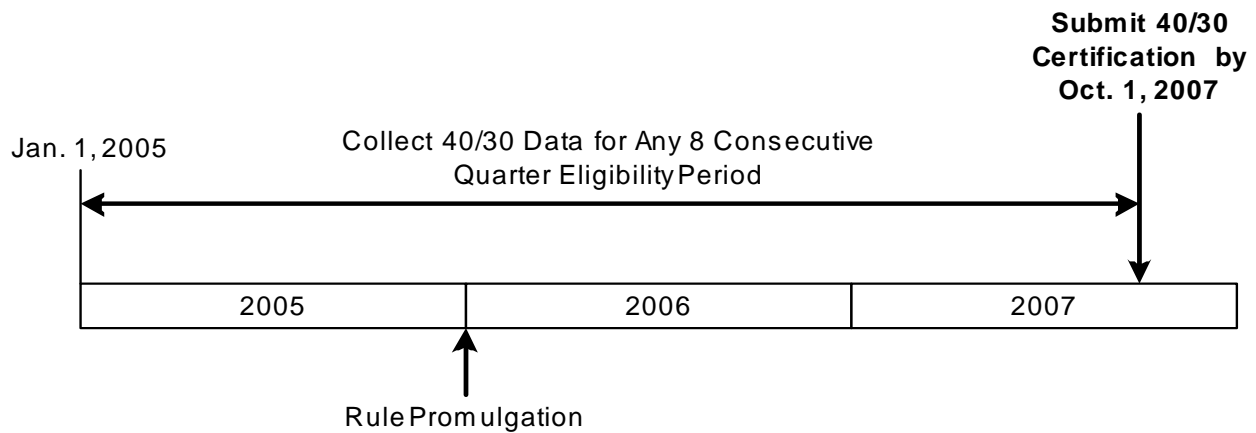 Submit 40/30
Certification by
Oct. 1, 2007
Jan. 1, 2005
Collect 40/30 Data for Any 8 Consecutive
Quarter Eligibility Period
2005
2006
2007
Rule Promulgation